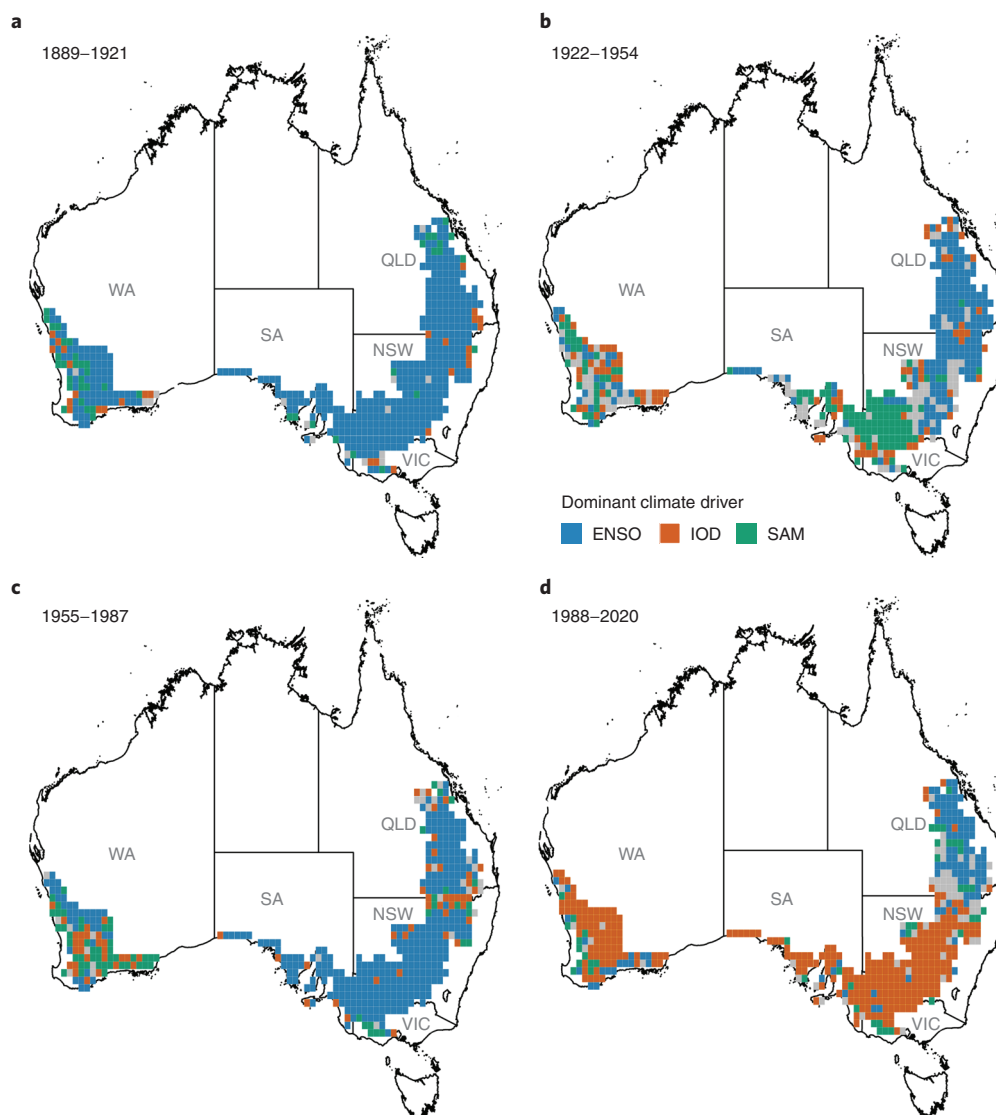 a
1889–1921
QLD
WA
SA
NSW
VIC
b
1922–1954
QLD
WA
SA
NSW
VIC
Dominant climate driver
ENSO IOD SAM
c
1955–1987
QLD
WA
SA
NSW
VIC
d
1988–2020
QLD
WA
SA
NSW
VIC